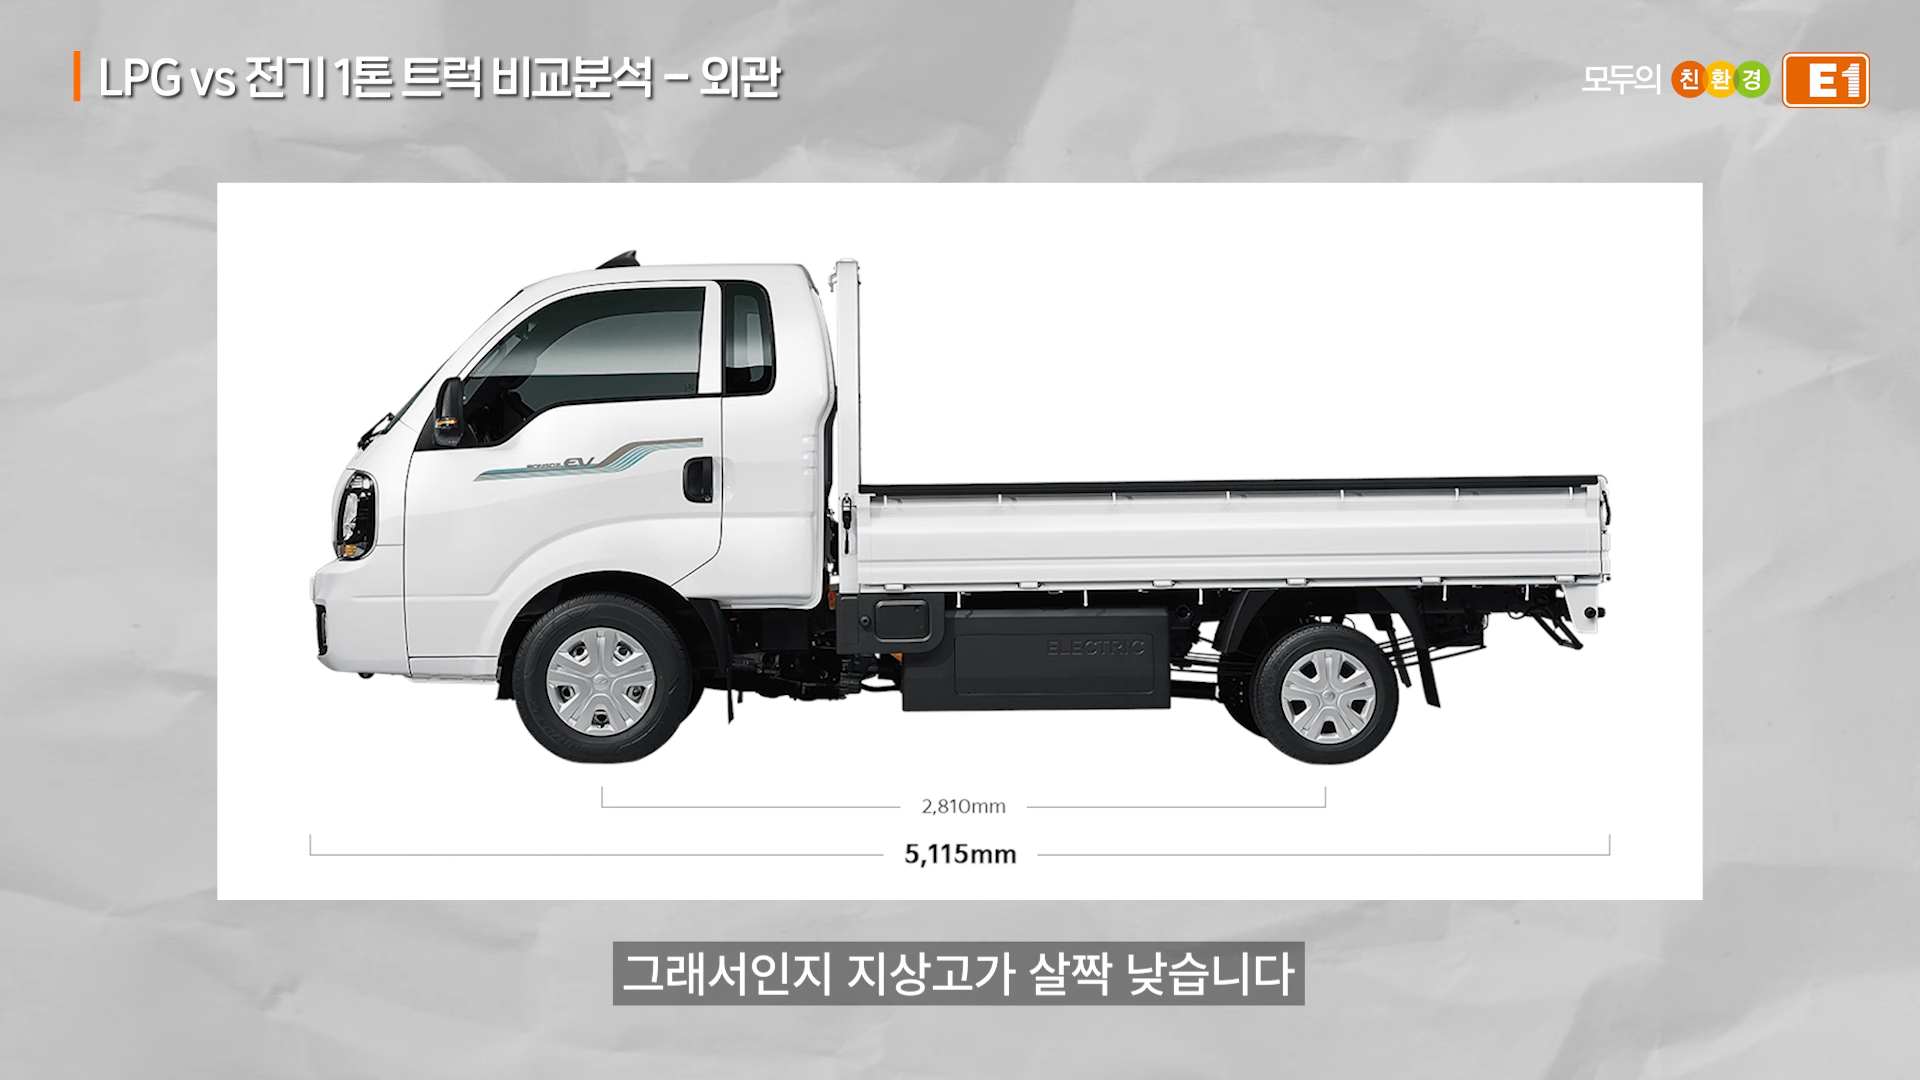 LPG vs 전기 1톤 트럭 비교분석 - 외관
모두의 친환경 E1
BONGO III EV
ELECTRIC
2,810mm
5,115mm
그래서인지 지상고가 살짝 낮습니다